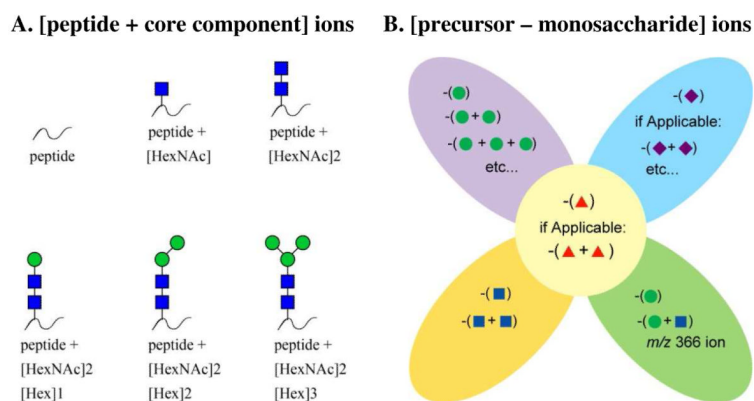 A. [peptide + core component] ions
peptide
peptide +
[HexNAc]
peptide +
[HexNAc]2
peptide +
[HexNAc]2
[Hex]1
peptide +
[HexNAc]2
[Hex]2
peptide +
[HexNAc]2
[Hex]3
B. [precursor – monosaccharide] ions
-( )
-( + )
-( + + )
etc...
-( )
if Applicable:
-( + )
etc...
-( )
if Applicable:
-( + )
-( )
-( + )
-( )
-( + )
m/z 366 ion